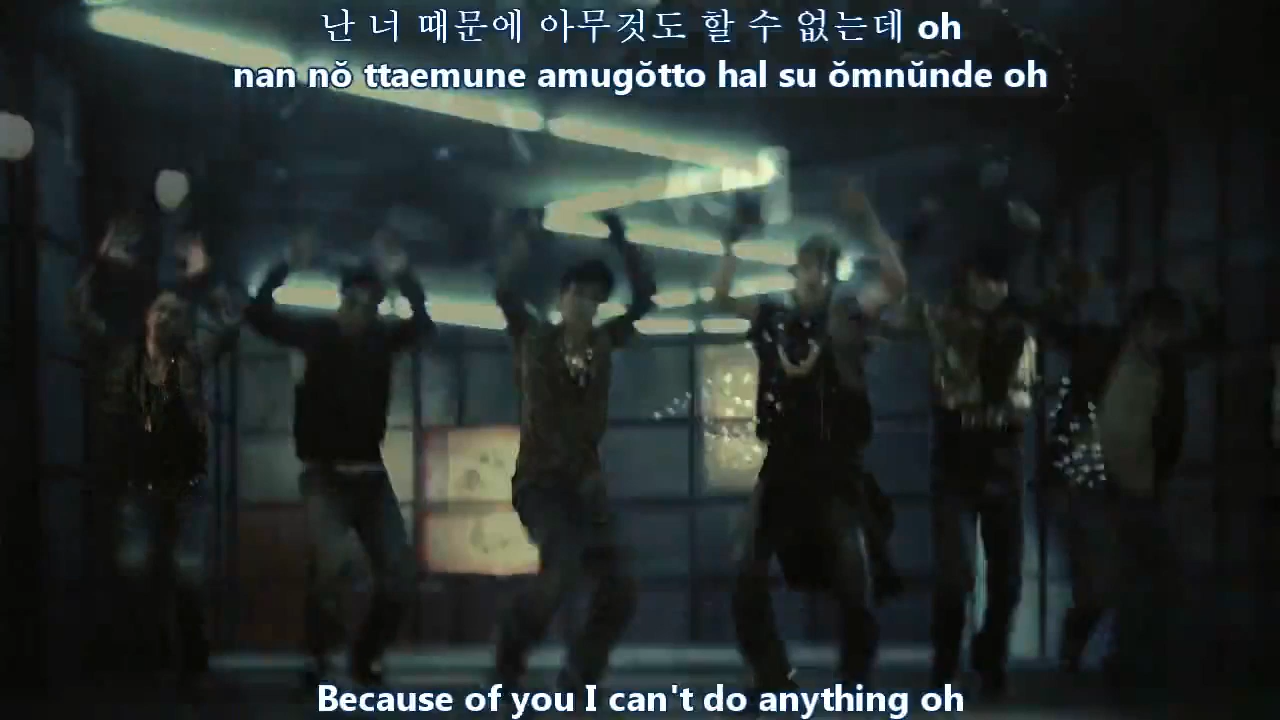 난 너 때문에 아무것도 할 수 없는데 oh
nan nŏ ttaemune amugŏtto hal su ŏmnŭnde oh
Because of you I can't do anything oh